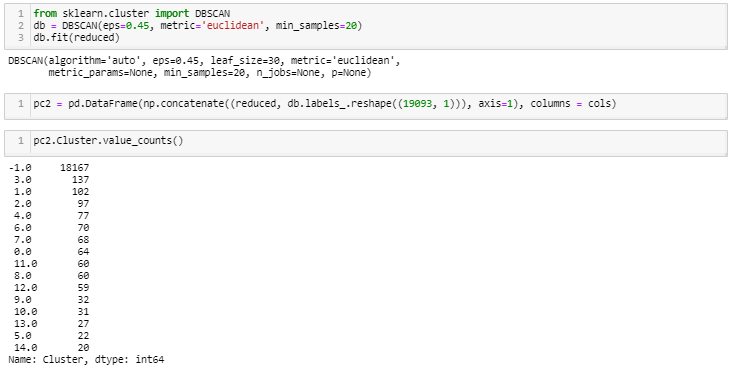 1 from sklearn.cluster import DBSCAN
2 db = DBSCAN(eps=0.45, metric='euclidean', min_samples=20)
3 db.fit(reduced)
DBSCAN(algorithm='auto', eps=0.45, leaf_size=30, metric='euclidean',
metric_params=None, min_samples=20, n_jobs=None, p=None)
1 pc2 = pd.DataFrame(np.concatenate((reduced, db.labels_.reshape((19093, 1))), axis=1), columns = cols)
1 pc2.Cluster.value_counts()
-1.0 18167
3.0 137
1.0 102
2.0 97
4.0 77
6.0 70
7.0 68
0.0 64
11.0 60
8.0 60
12.0 59
9.0 32
10.0 31
13.0 27
5.0 22
14.0 20
Name: Cluster, dtype: int64